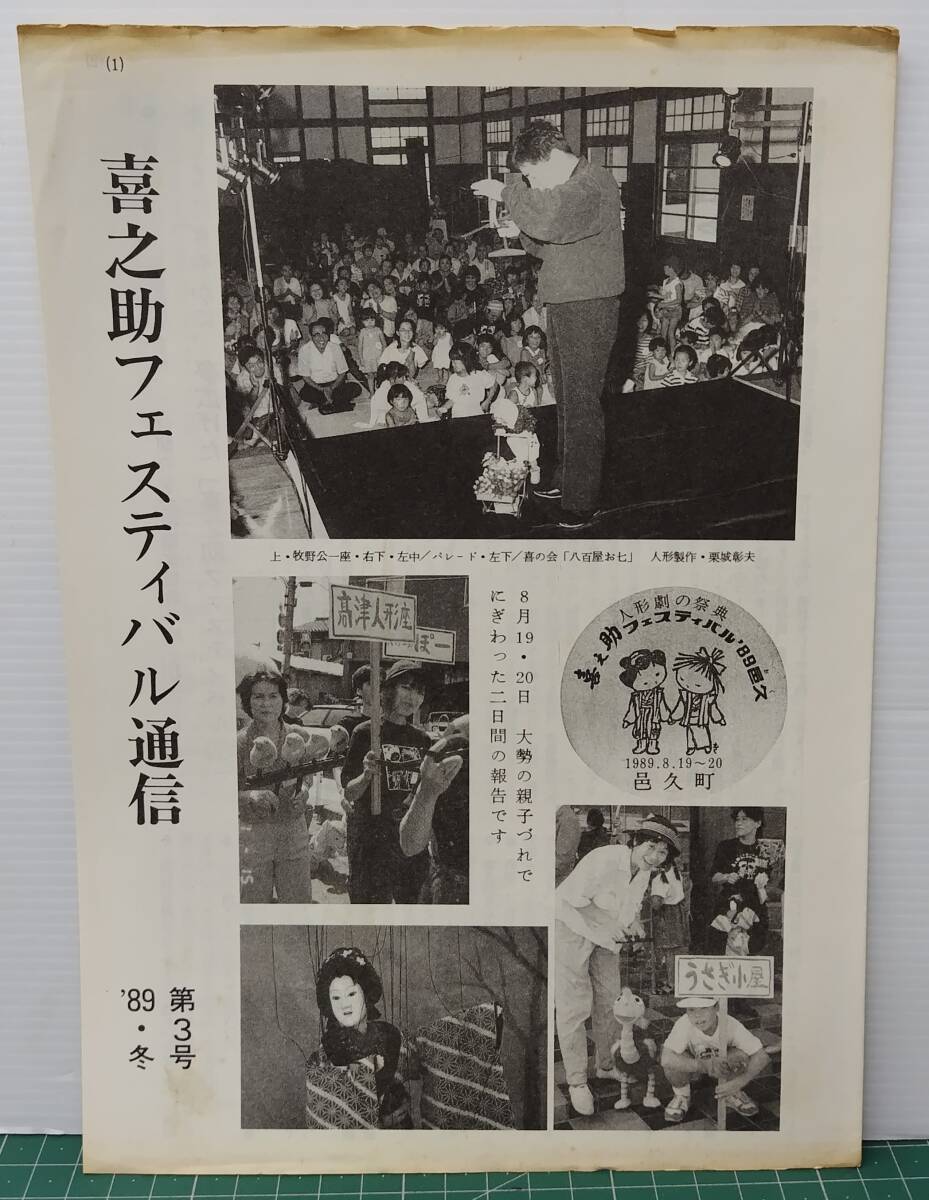 (1)
喜之助フェスティバル通信
第3号
'89・冬
上・牧野公一座・右下・左中/パレード・左下/喜の会「八百屋お七」 人形製作・栗城彰夫
高津人形座
ぽー
8月19・20日 大勢の親子づれで
にぎわった二日間の報告です
人形劇の祭典
喜之助フェスティバル'89邑久
1989.8.19～20
邑久町
うさぎ小屋